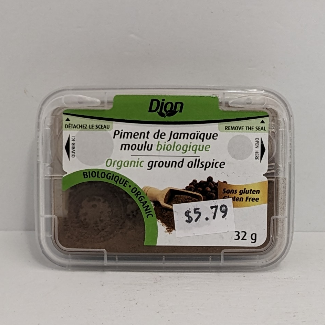 Dion
DÉTACHEZ LE SCEAU
REMOVE THE SEAL
Piment de Jamaïque
moulu biologique
Organic ground allspice
BIOLOGIQUE • ORGANIC
Sans gluten
Gluten Free
$5.79
32 g